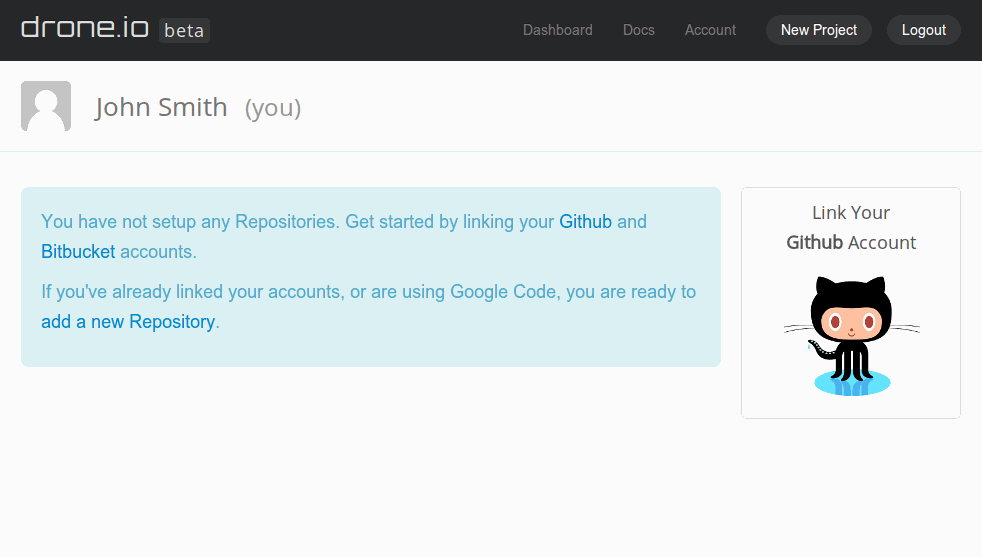 drone.io beta
Dashboard Docs Account New Project Logout
John Smith (you)
You have not setup any Repositories. Get started by linking your Github and
Bitbucket accounts.
If you've already linked your accounts, or are using Google Code, you are ready to
add a new Repository.
Link Your
Github Account